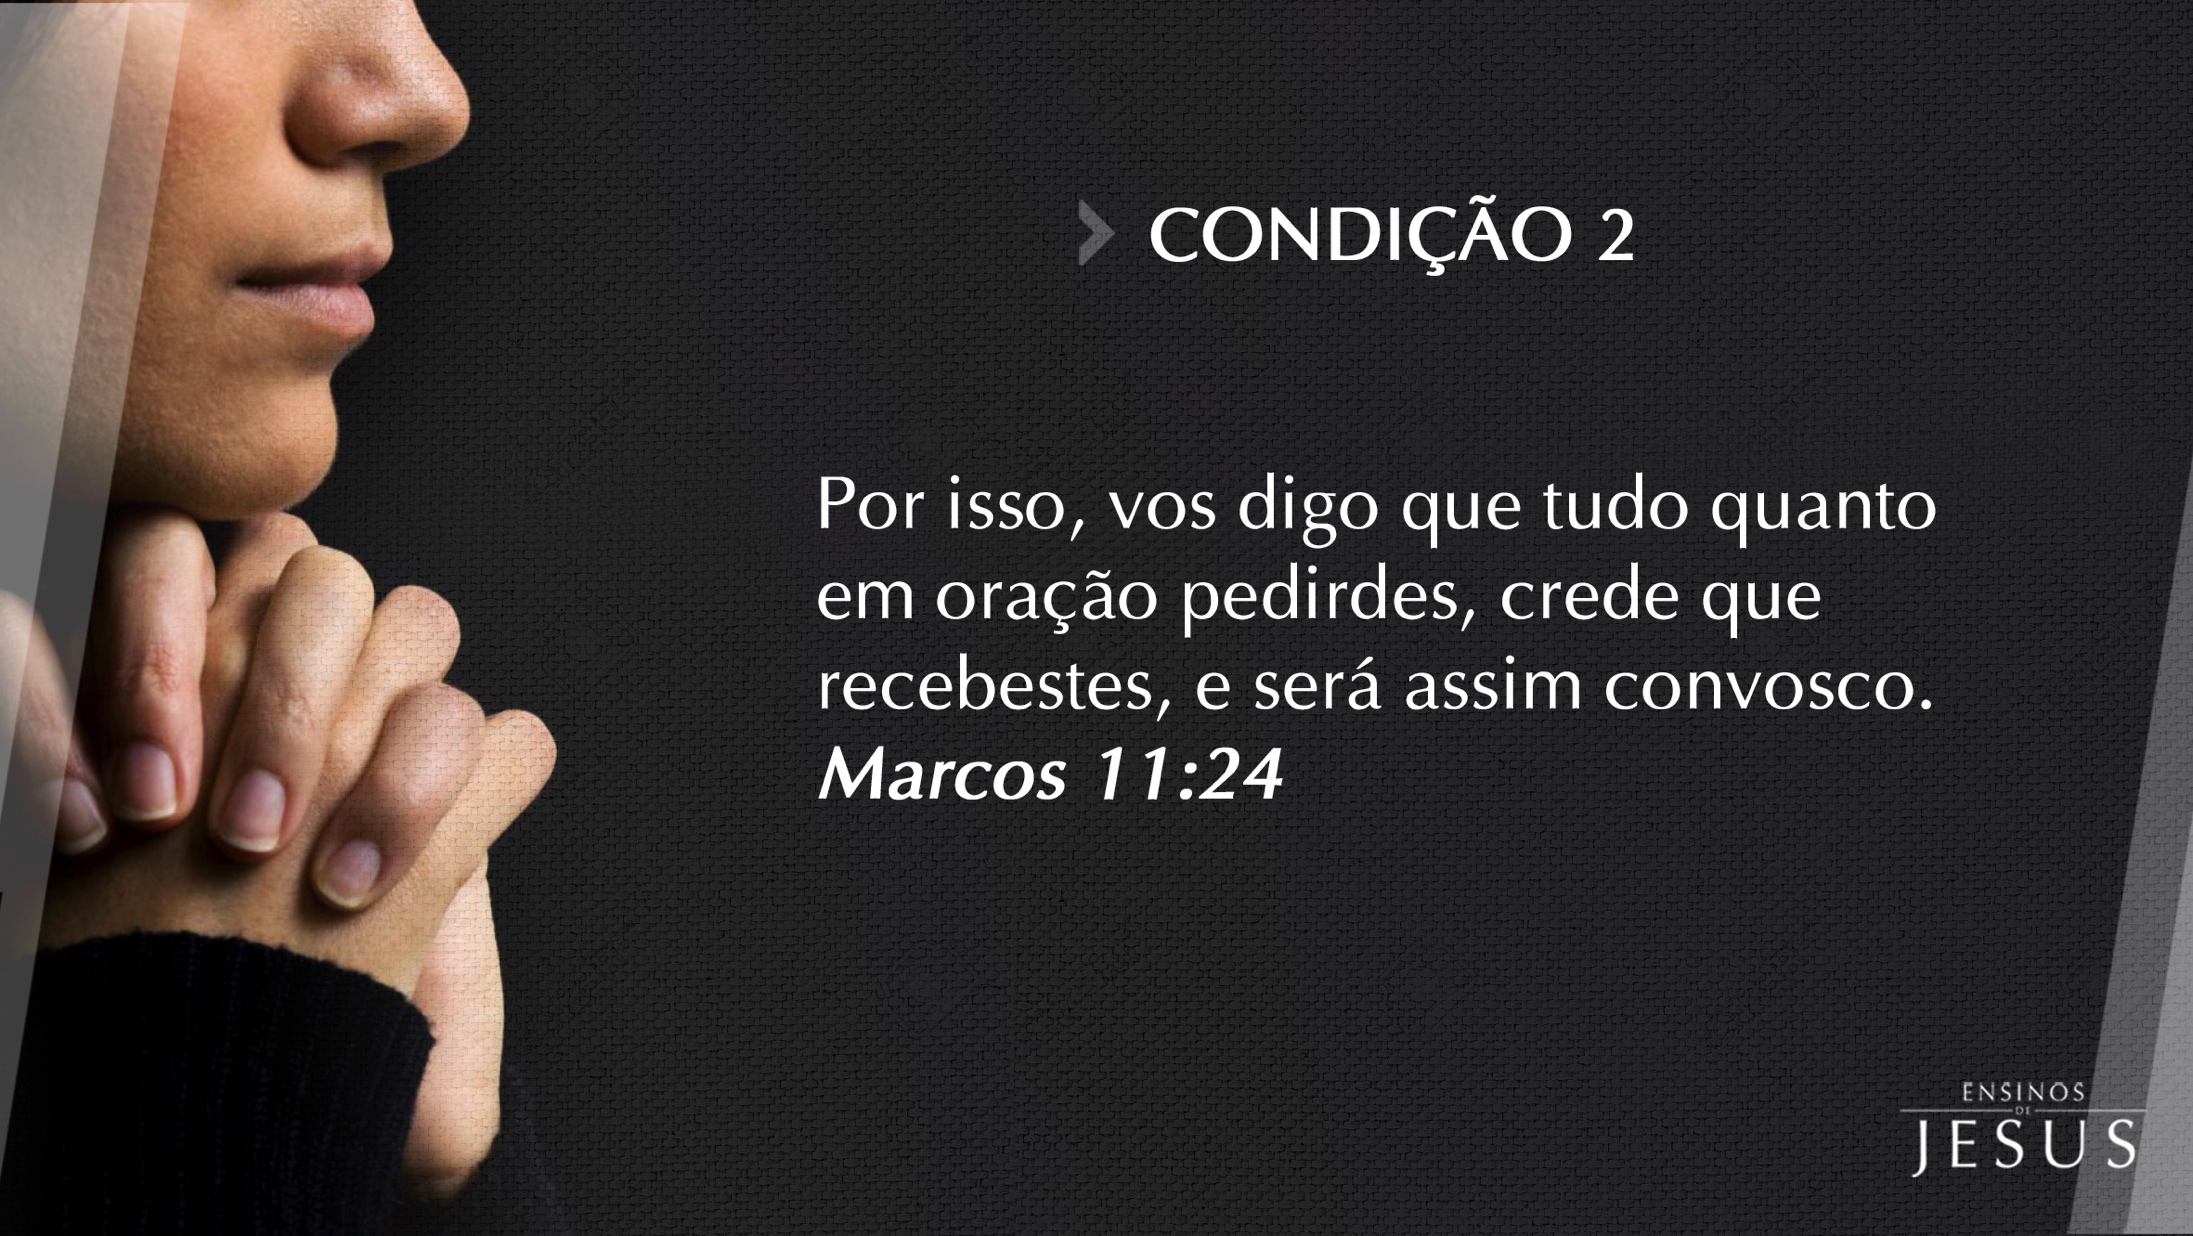 CONDIÇÃO 2
Por isso, vos digo que tudo quanto
em oração pedirdes, crede que
recebestes, e será assim convosco.
Marcos 11:24
ENSINOS
DE
JESUS